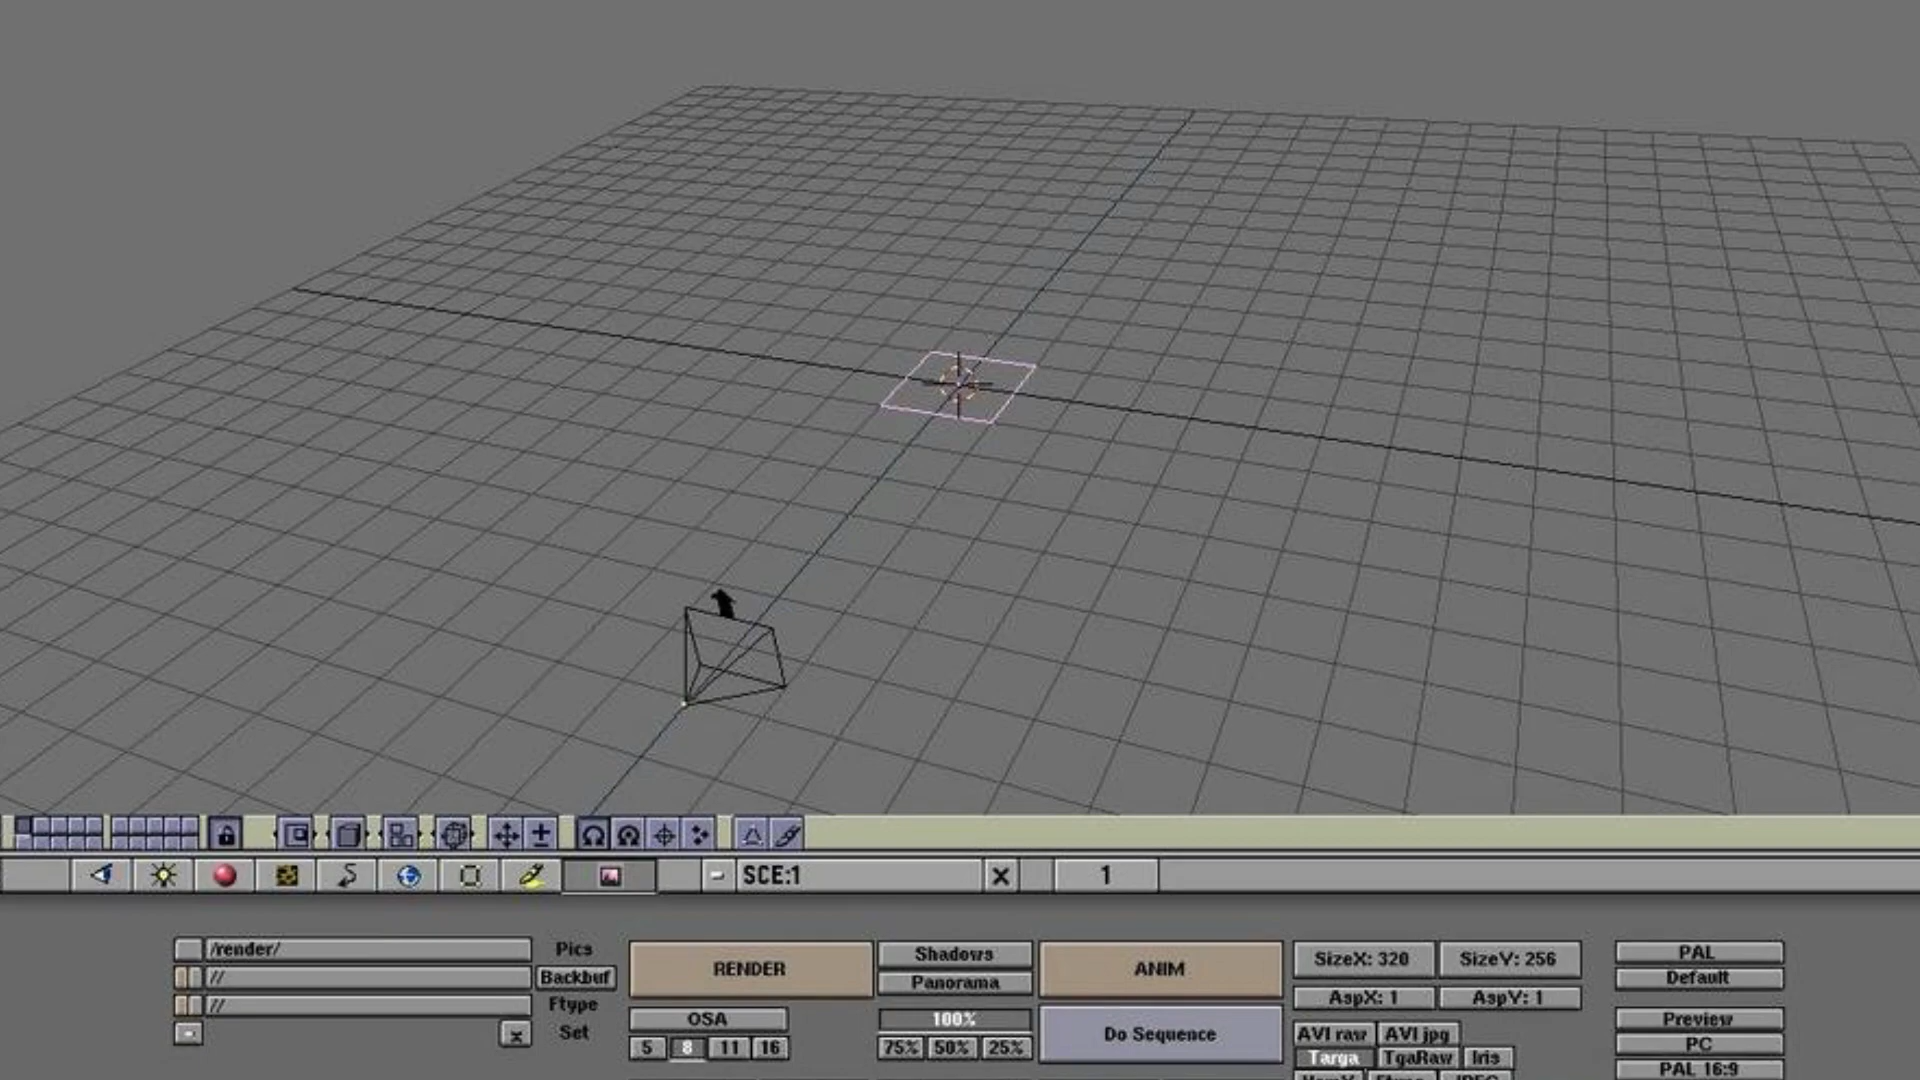 SCE:1 1
/render/ Pics RENDER Shadows ANIM SizeX: 320 SizeY: 256 PAL
// Backbuf Panorama Default
// Ftype AspX: 1 AspY: 1
Set OSA 100% Do Sequence AVI raw AVI jpg Preview
5 8 11 16 75% 50% 25% Targa TgaRaw Iris PC
PAL 16:9